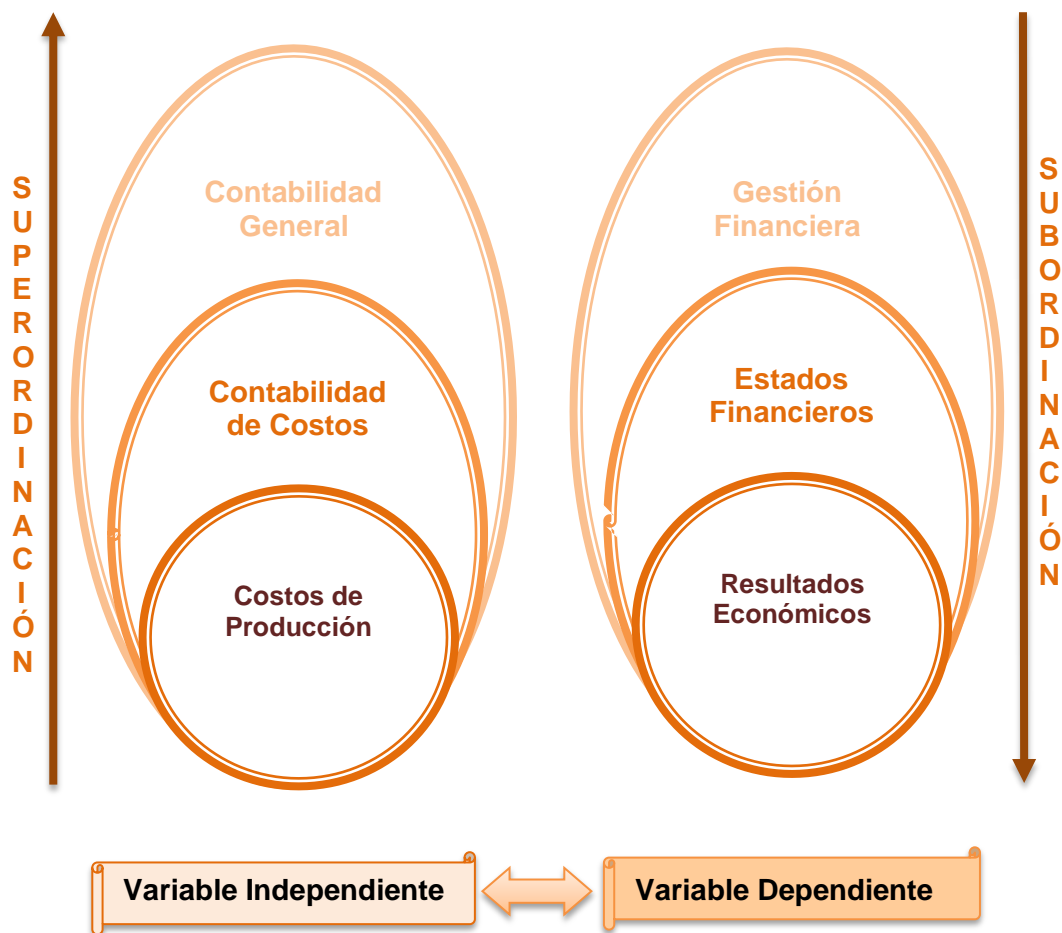 SUPERORDINACIÓN
Contabilidad
General
Contabilidad
de Costos
Costos de
Producción
Gestión
Financiera
Estados
Financieros
Resultados
Económicos
SUBORDINACIÓN
Variable Independiente
Variable Dependiente